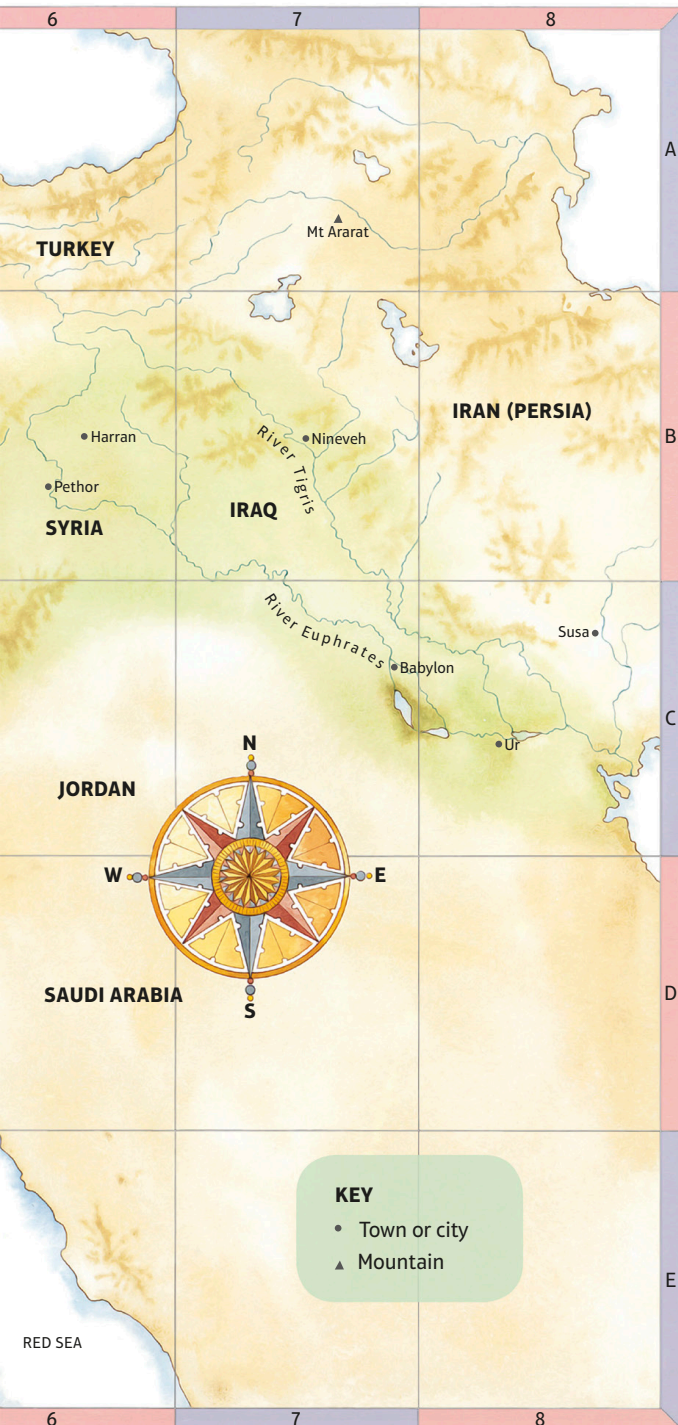 6 7 8
A
Mt Ararat
TURKEY
IRAN (PERSIA)
B
Harran
River Tigris
Nineveh
Pethor
IRAQ
SYRIA
River Euphrates
Susa
Babylon
C
Ur
N
JORDAN
W
E
D
SAUDI ARABIA
S
KEY
Town or city
Mountain
E
RED SEA
6 7 8